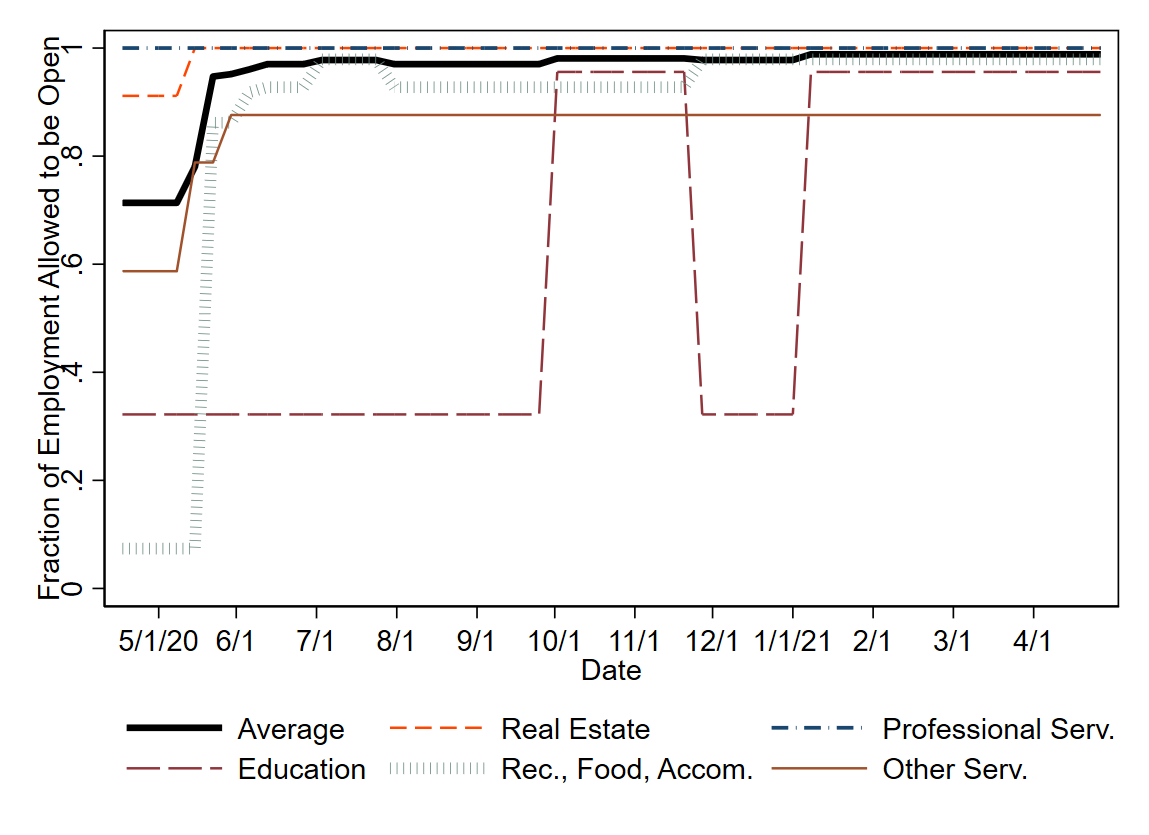 Fraction of Employment Allowed to be Open
1
.8
.6
.4
.2
0
5/1/20 6/1 7/1 8/1 9/1 10/1 11/1 12/1 1/1/21 2/1 3/1 4/1
Date
Average Real Estate Professional Serv.
Education Rec., Food, Accom. Other Serv.